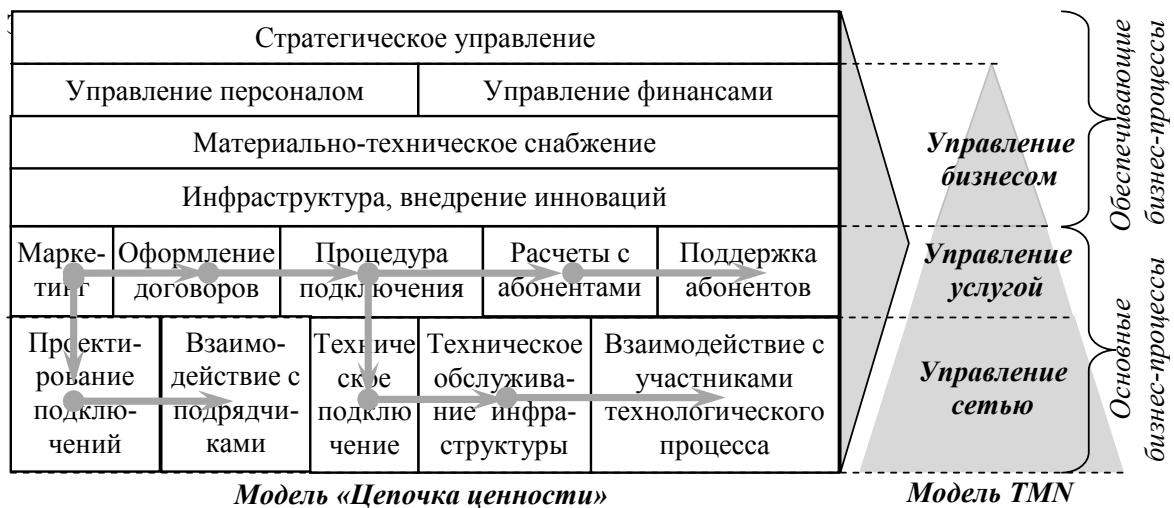 Стратегическое управление
Управление персоналом
Управление финансами
Материально-техническое снабжение
Инфраструктура, внедрение инноваций
Марке-
тинг
Оформление
договоров
Процедура
подключения
Расчеты с
абонентами
Поддержка
абонентов
Проекти-
рование
подклю-
чений
Взаимо-
действие с
подрядчи-
ками
Техниче
ское
подклю
чение
Техническое
обслужива-
ние инфра-
структуры
Взаимодействие с
участниками
технологического
процесса
Модель «Цепочка ценности»
Управление
бизнесом
Управление
услугой
Управление
сетью
Модель TMN
Обеспечивающие
бизнес-процессы
Основные
бизнес-процессы